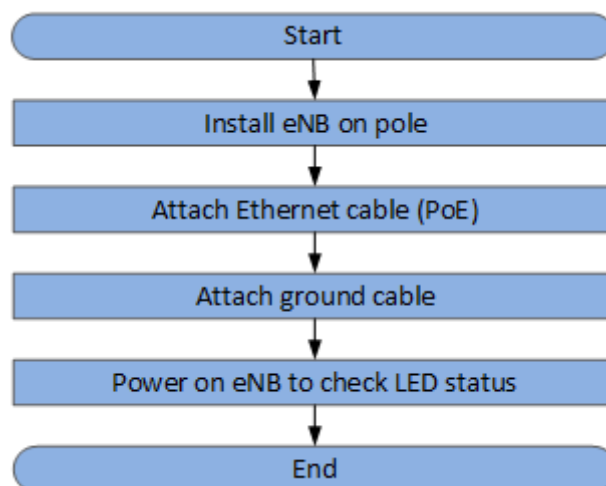 Start
Install eNB on pole
Attach Ethernet cable (PoE)
Attach ground cable
Power on eNB to check LED status
End